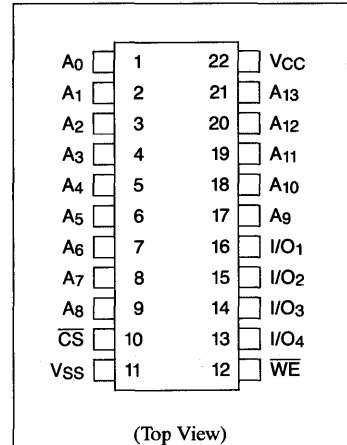 A0 1 22 VCC
A1 2 21 A13
A2 3 20 A12
A3 4 19 A11
A4 5 18 A10
A5 6 17 A9
A6 7 16 I/O1
A7 8 15 I/O2
A8 9 14 I/O3
C̅S̅ 10 13 I/O4
VSS 11 12 W̅E̅
(Top View)